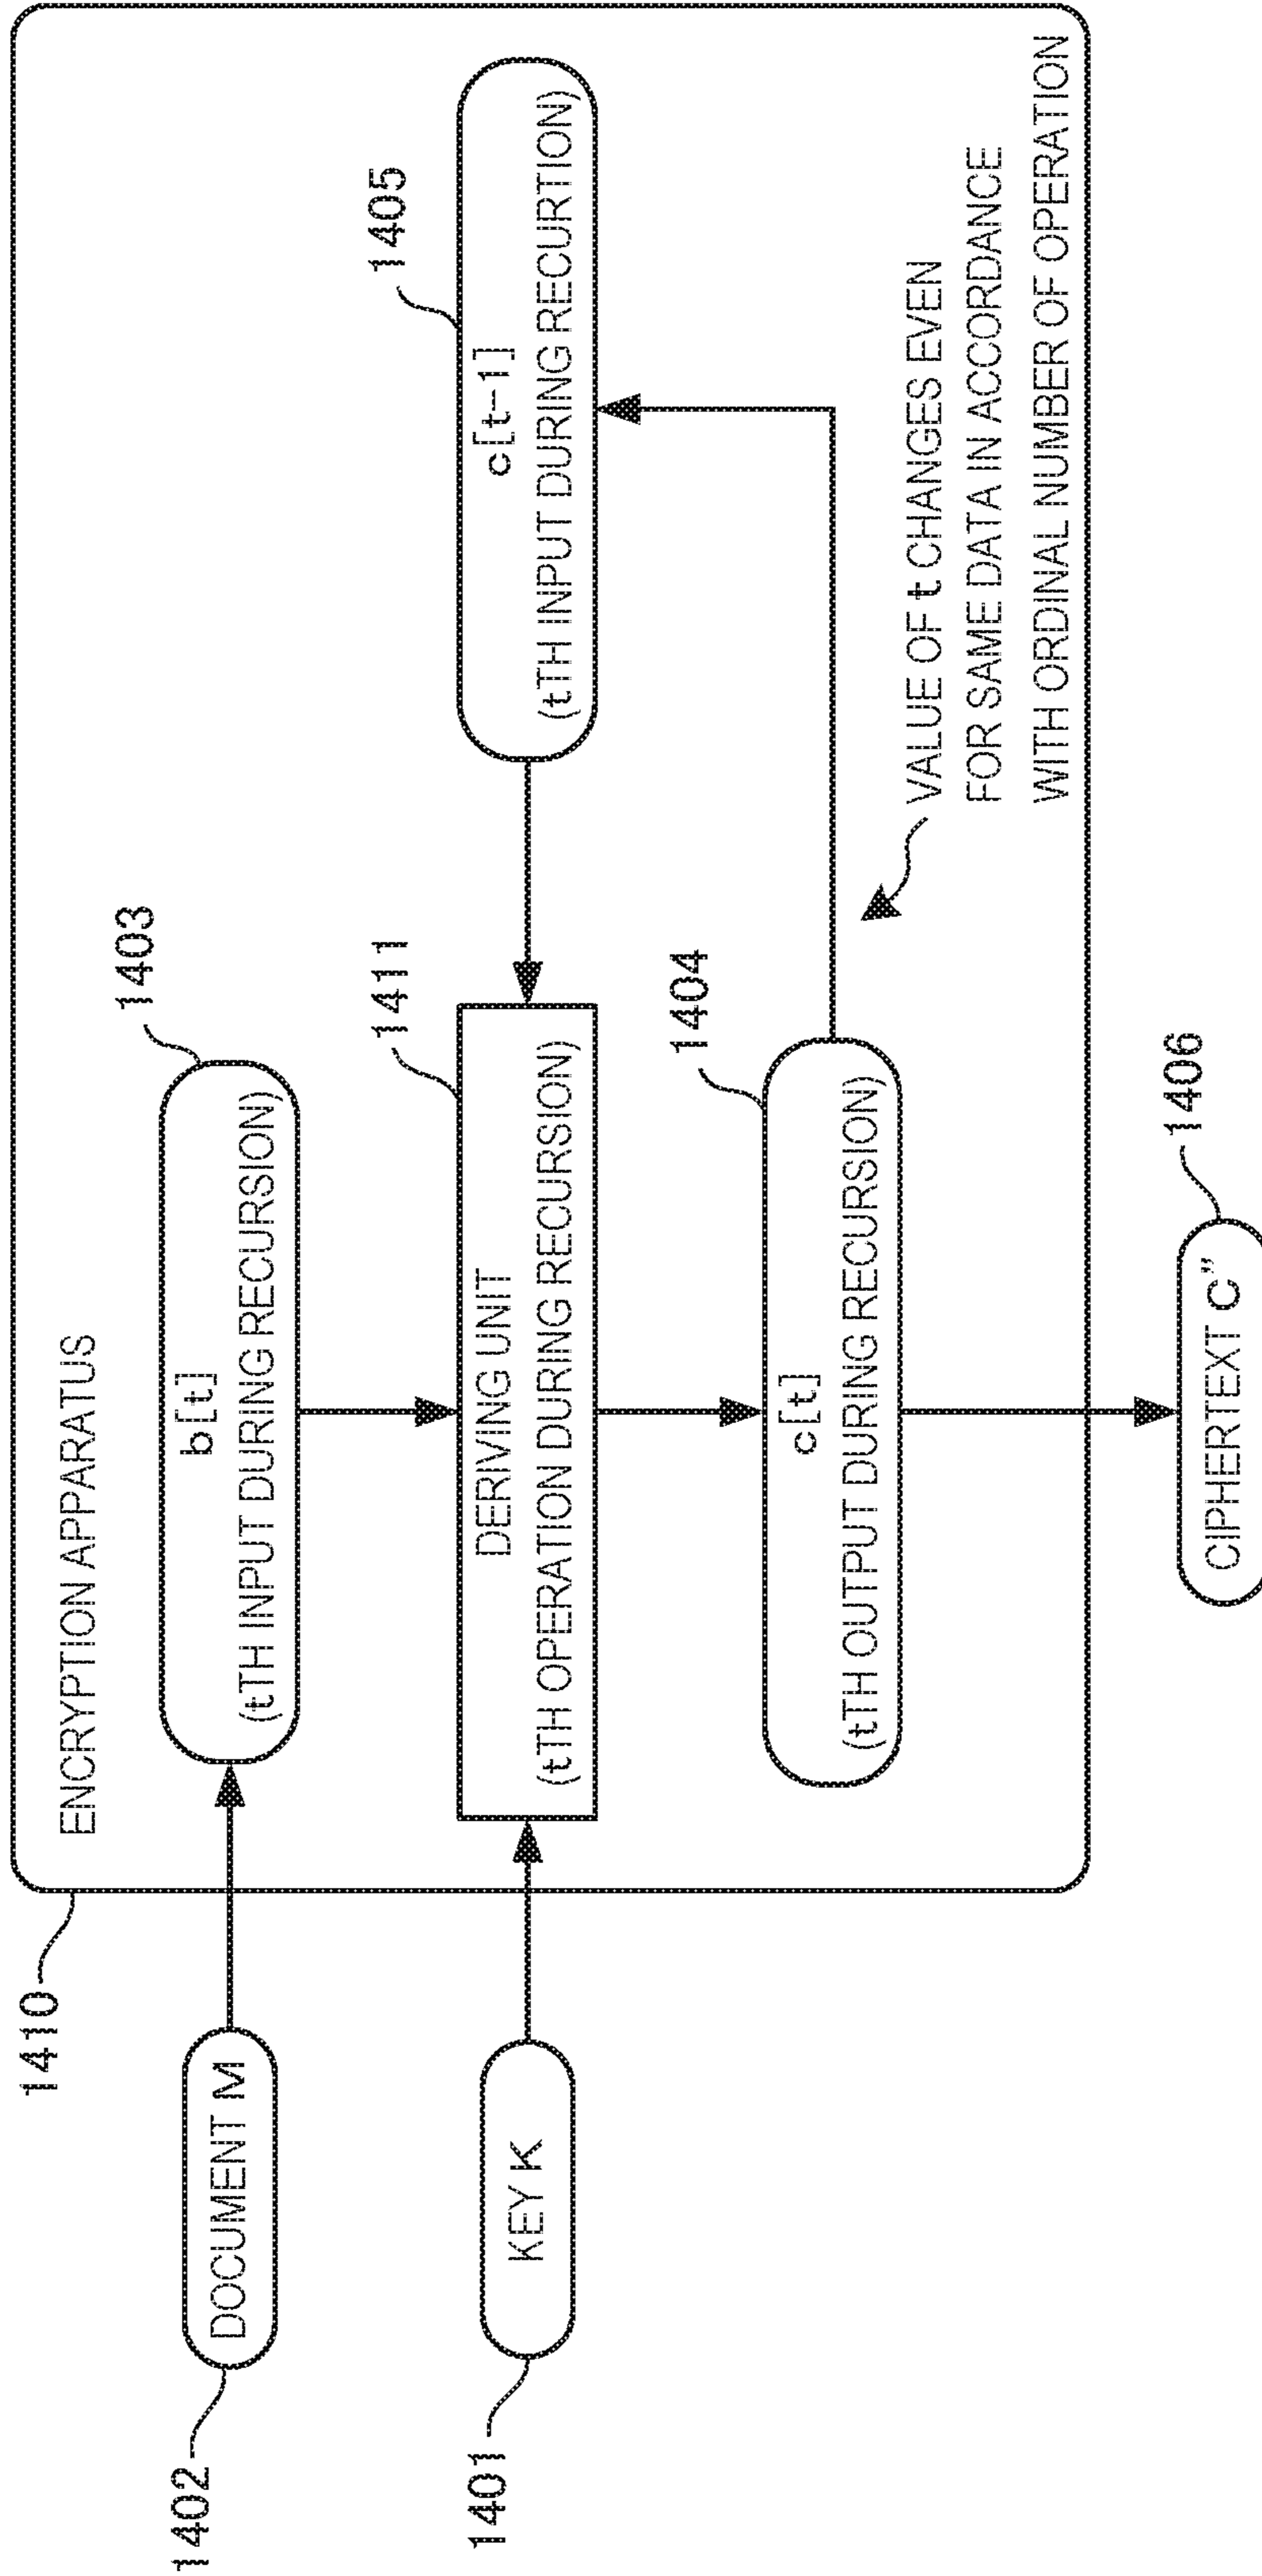 1410
ENCRYPTION APPARATUS
1402
DOCUMENT M
1403
b[t]
(tTH INPUT DURING RECURSION)
1401
KEY K
1411
DERIVING UNIT
(tTH OPERATION DURING RECURSION)
1405
c[t-1]
(tTH INPUT DURING RECURTION)
1404
c[t]
(tTH OUTPUT DURING RECURSION)
VALUE OF t CHANGES EVEN
FOR SAME DATA IN ACCORDANCE
WITH ORDINAL NUMBER OF OPERATION
1406
CIPHERTEXT C”